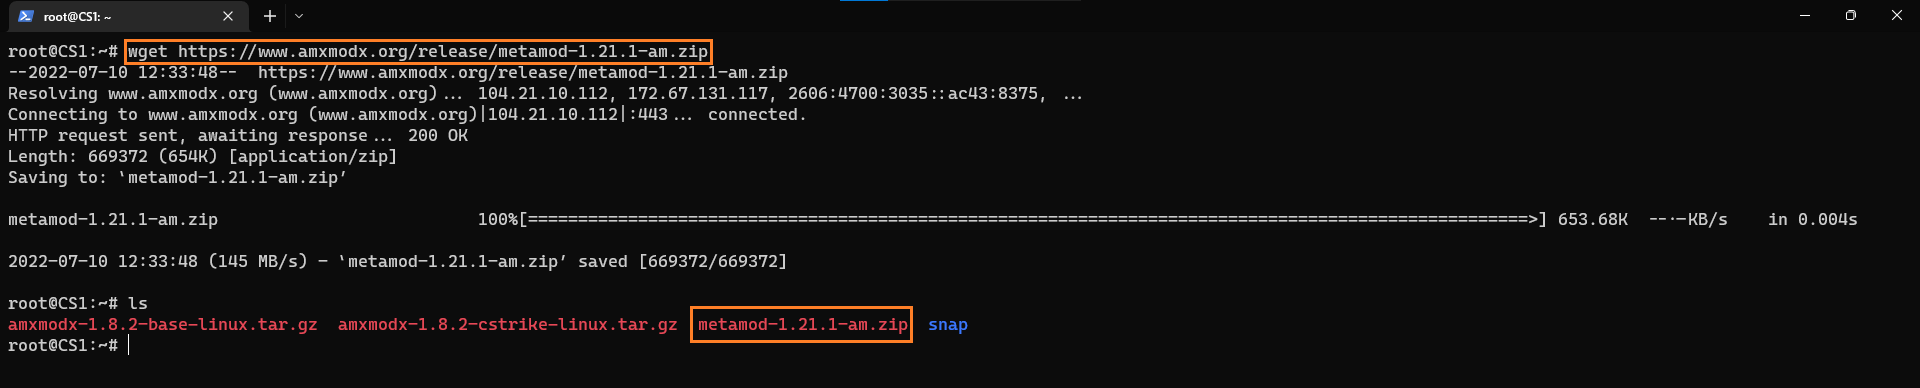 root@CS1: ~
root@CS1:~# wget https://www.amxmodx.org/release/metamod-1.21.1-am.zip
--2022-07-10 12:33:48--  https://www.amxmodx.org/release/metamod-1.21.1-am.zip
Resolving www.amxmodx.org (www.amxmodx.org)... 104.21.10.112, 172.67.131.117, 2606:4700:3035::ac43:8375, ...
Connecting to www.amxmodx.org (www.amxmodx.org)|104.21.10.112|:443... connected.
HTTP request sent, awaiting response... 200 OK
Length: 669372 (654K) [application/zip]
Saving to: ‘metamod-1.21.1-am.zip’
metamod-1.21.1-am.zip                          100%[====================================================================================================>] 653.68K  --.-KB/s    in 0.004s
2022-07-10 12:33:48 (145 MB/s) - ‘metamod-1.21.1-am.zip’ saved [669372/669372]
root@CS1:~# ls
amxmodx-1.8.2-base-linux.tar.gz  amxmodx-1.8.2-cstrike-linux.tar.gz  metamod-1.21.1-am.zip  snap
root@CS1:~#